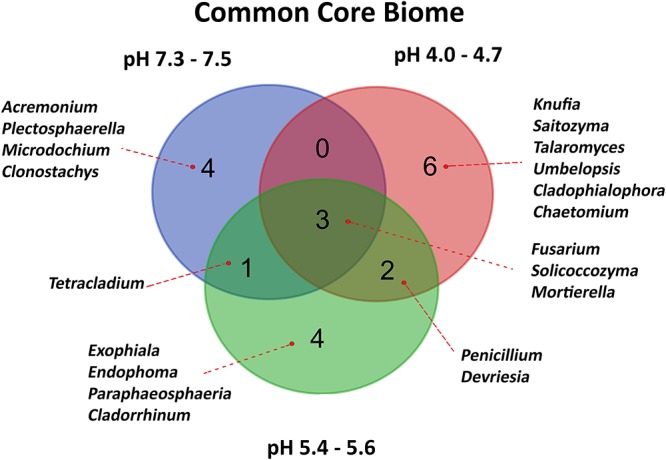 Common Core Biome
pH 7.3 - 7.5
pH 4.0 - 4.7
Acremonium
Plectosphaerella
Microdochium
Clonostachys
4
0
6
Knufia
Saitozyma
Talaromyces
Umbelopsis
Cladophialophora
Chaetomium
3
Fusarium
Solicoccozyma
Mortierella
Tetracladium
1
2
Penicillium
Devriesia
Exophiala
Endophoma
Paraphaeosphaeria
Cladorrhinum
4
pH 5.4 - 5.6